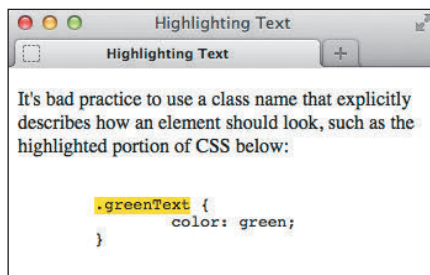 Highlighting Text
Highlighting Text
It's bad practice to use a class name that explicitly
describes how an element should look, such as the
highlighted portion of CSS below:
.greenText {
color: green;
}